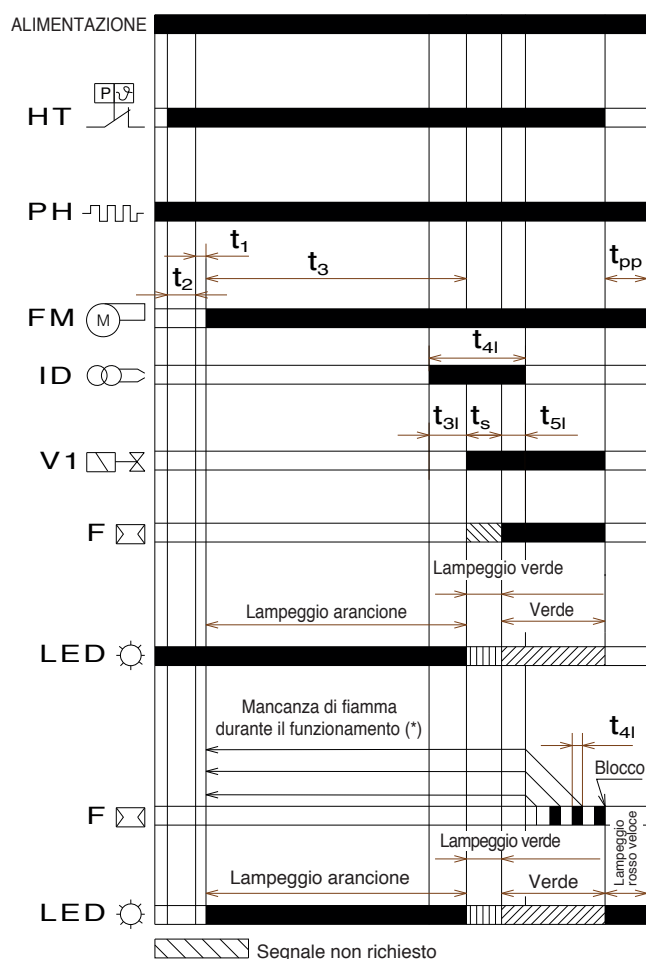 ALIMENTAZIONE
P ϑ
HT
PH
t1
t3
tpp
t2
FM M
t4l
ID
t3l ts t5l
V1
F
Lampeggio verde
Lampeggio arancione Verde
LED
Mancanza di fiamma
durante il funzionamento (*)
t4l
Blocco
F
Lampeggio verde
Lampeggio
rosso veloce
Lampeggio arancione Verde
LED
Segnale non richiesto